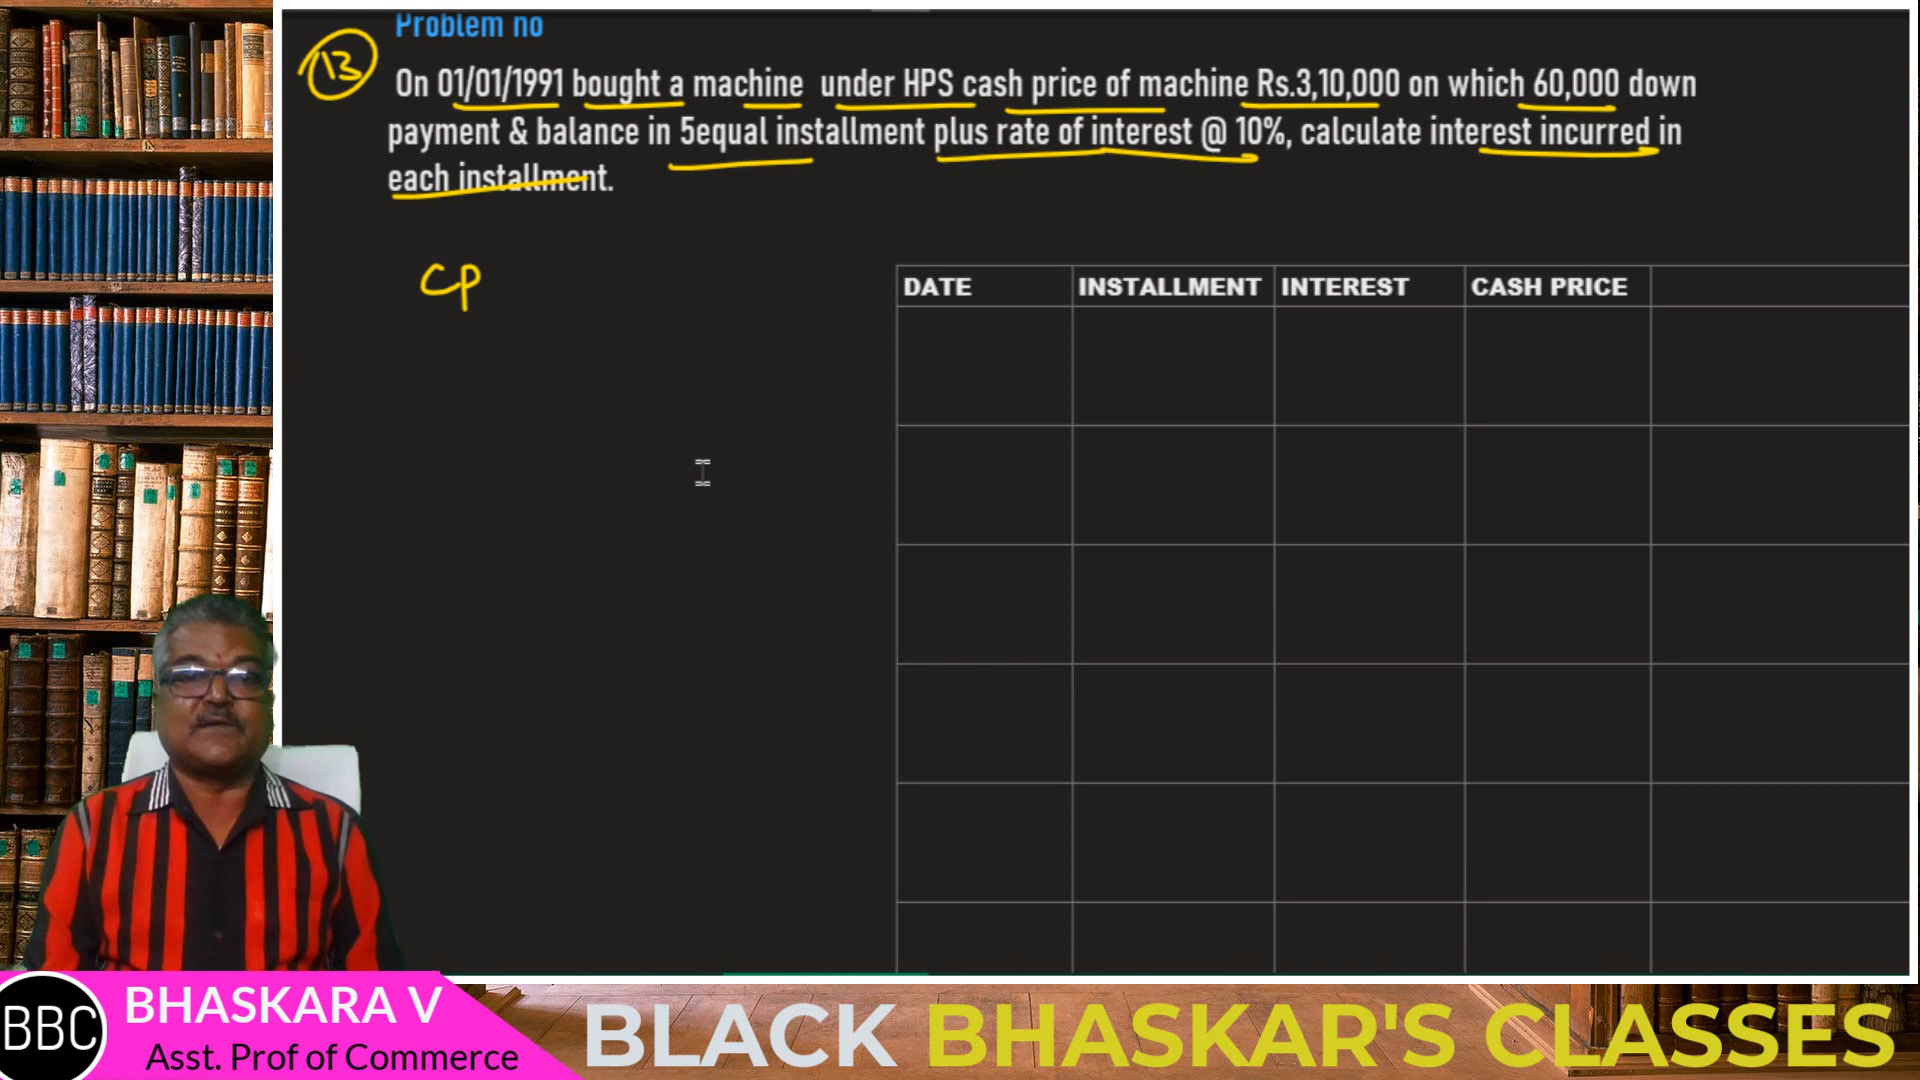 Problem no
13
On 01/01/1991 bought a machine under HPS cash price of machine Rs.3,10,000 on which 60,000 down
payment & balance in 5equal installment plus rate of interest @ 10%, calculate interest incurred in
each installment.
CP
DATE INSTALLMENT INTEREST CASH PRICE
BBC
BHASKARA V
Asst. Prof of Commerce
BLACK BHASKAR'S CLASSES